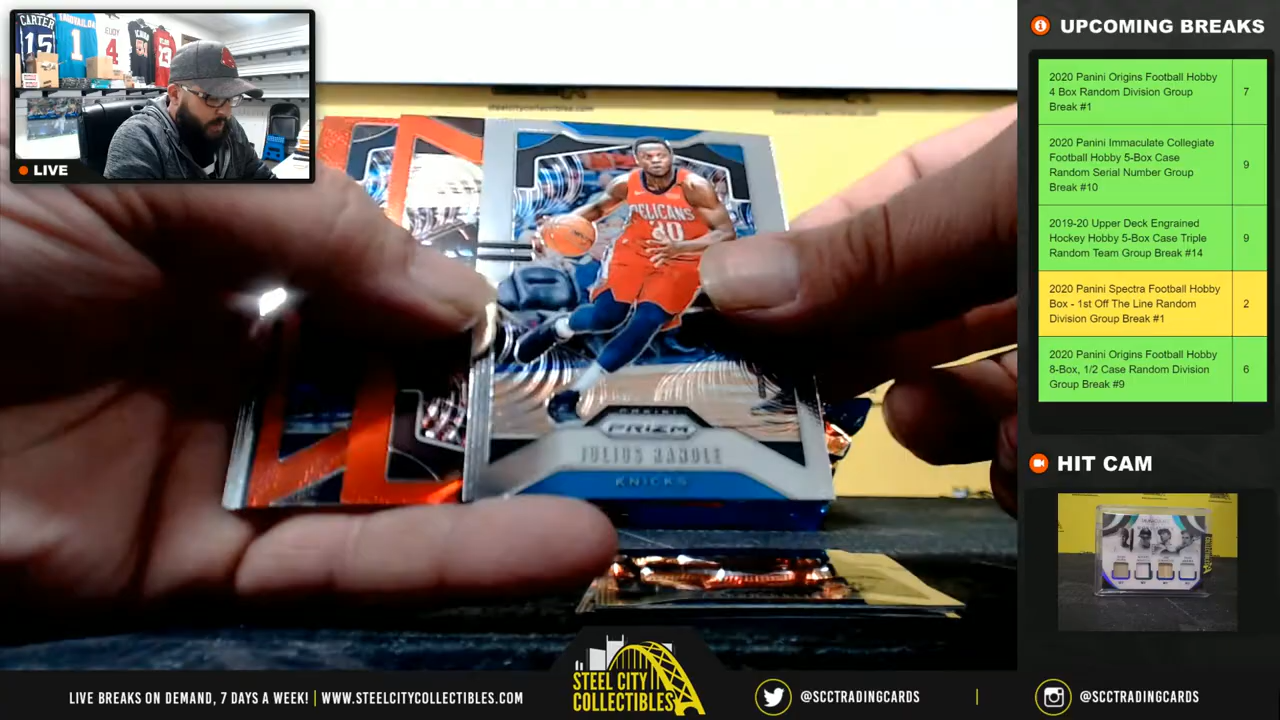 CARTER
15
1
4
LIVE
PELICANS
PANINI
PRIZM
JULIUS RANDLE
KNICKS
UPCOMING BREAKS
2020 Panini Origins Football Hobby
4 Box Random Division Group
Break #1
7
2020 Panini Immaculate Collegiate
Football Hobby 5-Box Case
Random Serial Number Group
Break #10
9
2019-20 Upper Deck Engrained
Hockey Hobby 5-Box Case Triple
Random Team Group Break #14
9
2020 Panini Spectra Football Hobby
Box - 1st Off The Line Random
Division Group Break #1
2
2020 Panini Origins Football Hobby
8-Box, 1/2 Case Random Division
Group Break #9
6
HIT CAM
LIVE BREAKS ON DEMAND, 7 DAYS A WEEK! | WWW.STEELCITYCOLLECTIBLES.COM
STEEL CITY
COLLECTIBLES
@SCCTRADINGCARDS
@SCCTRADINGCARDS